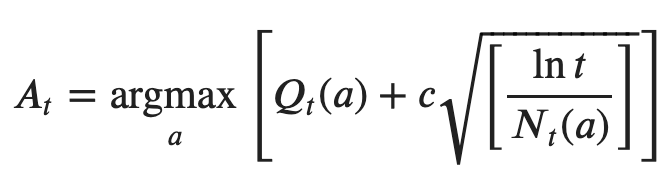 A_t = argmax_a [ Q_t(a) + c √[ ln t / N_t(a) ] ]